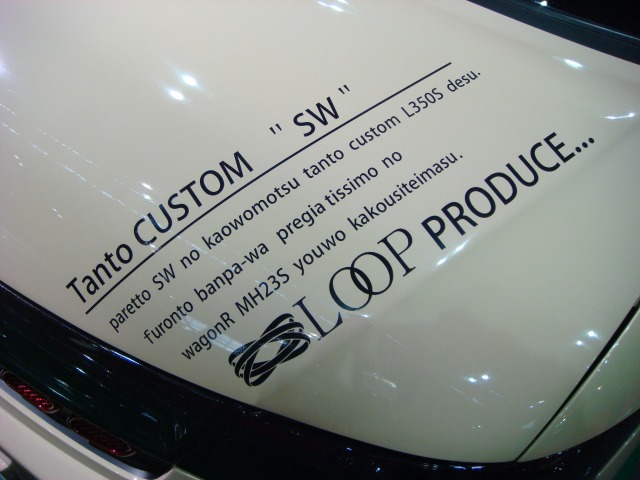 Tanto CUSTOM " SW "
paretto SW no kaowomotsu tanto custom L350S desu.
furonto banpa-wa pregia tissimo no
wagonR MH23S youwo kakousiteimasu.
LOOP PRODUCE...